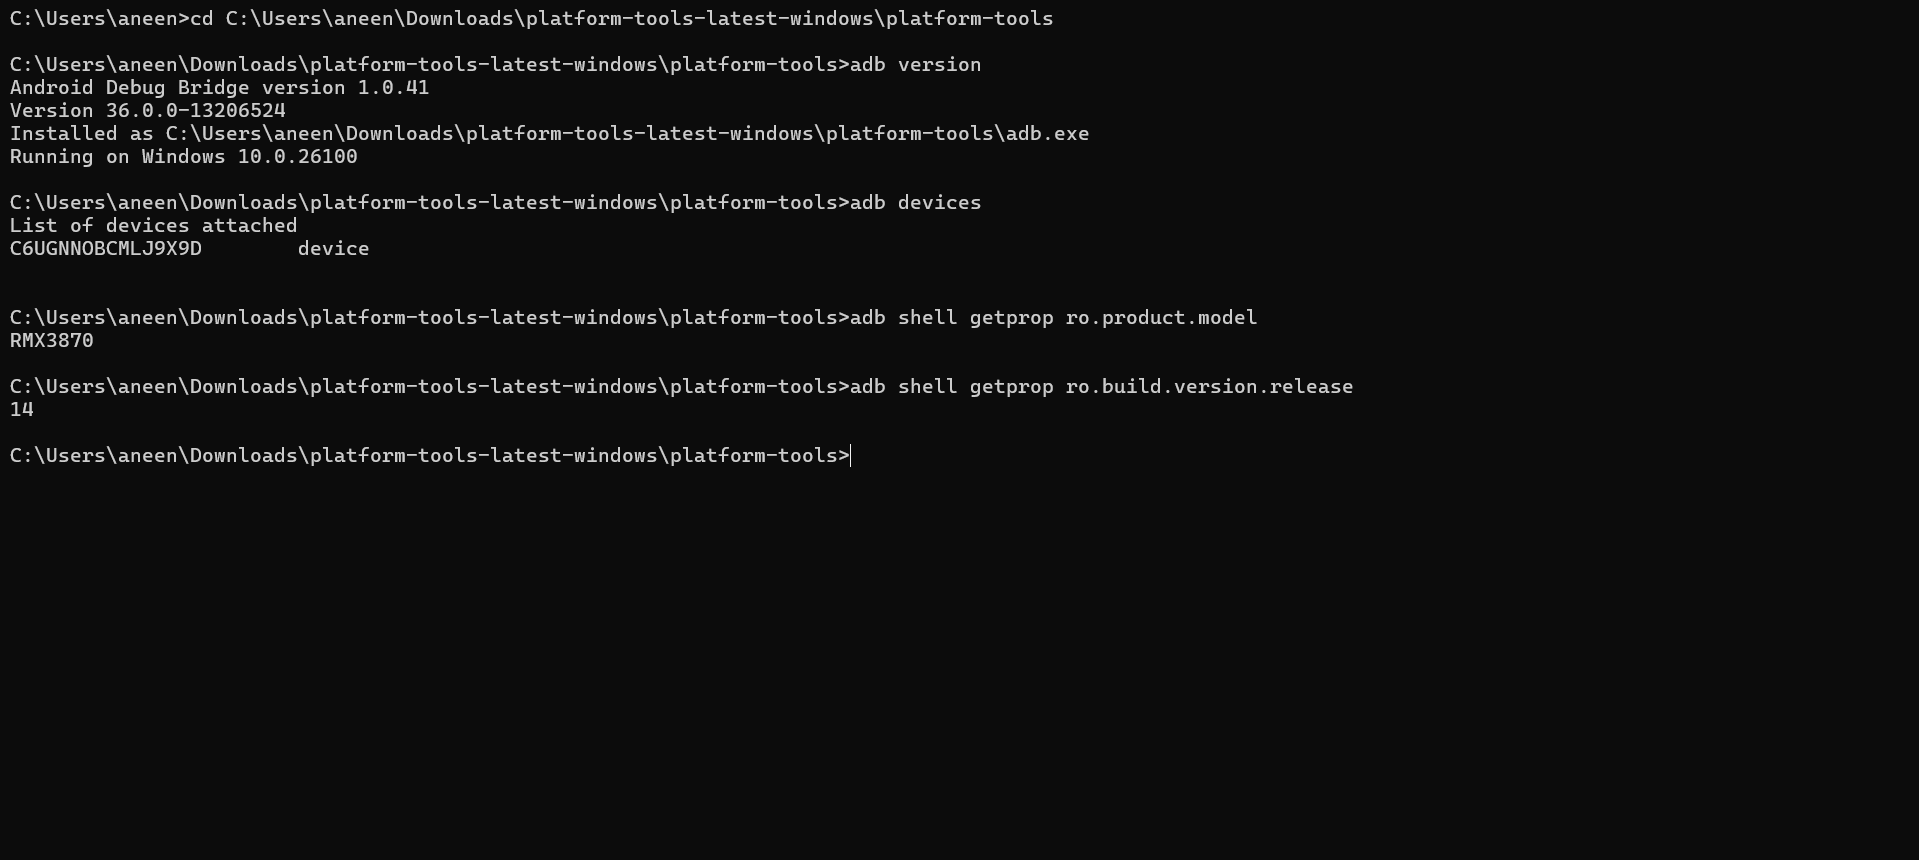 C:\Users\aneen>cd C:\Users\aneen\Downloads\platform-tools-latest-windows\platform-tools
C:\Users\aneen\Downloads\platform-tools-latest-windows\platform-tools>adb version
Android Debug Bridge version 1.0.41
Version 36.0.0-13206524
Installed as C:\Users\aneen\Downloads\platform-tools-latest-windows\platform-tools\adb.exe
Running on Windows 10.0.26100
C:\Users\aneen\Downloads\platform-tools-latest-windows\platform-tools>adb devices
List of devices attached
C6UGNNOBCMLJ9X9D        device
C:\Users\aneen\Downloads\platform-tools-latest-windows\platform-tools>adb shell getprop ro.product.model
RMX3870
C:\Users\aneen\Downloads\platform-tools-latest-windows\platform-tools>adb shell getprop ro.build.version.release
14
C:\Users\aneen\Downloads\platform-tools-latest-windows\platform-tools>